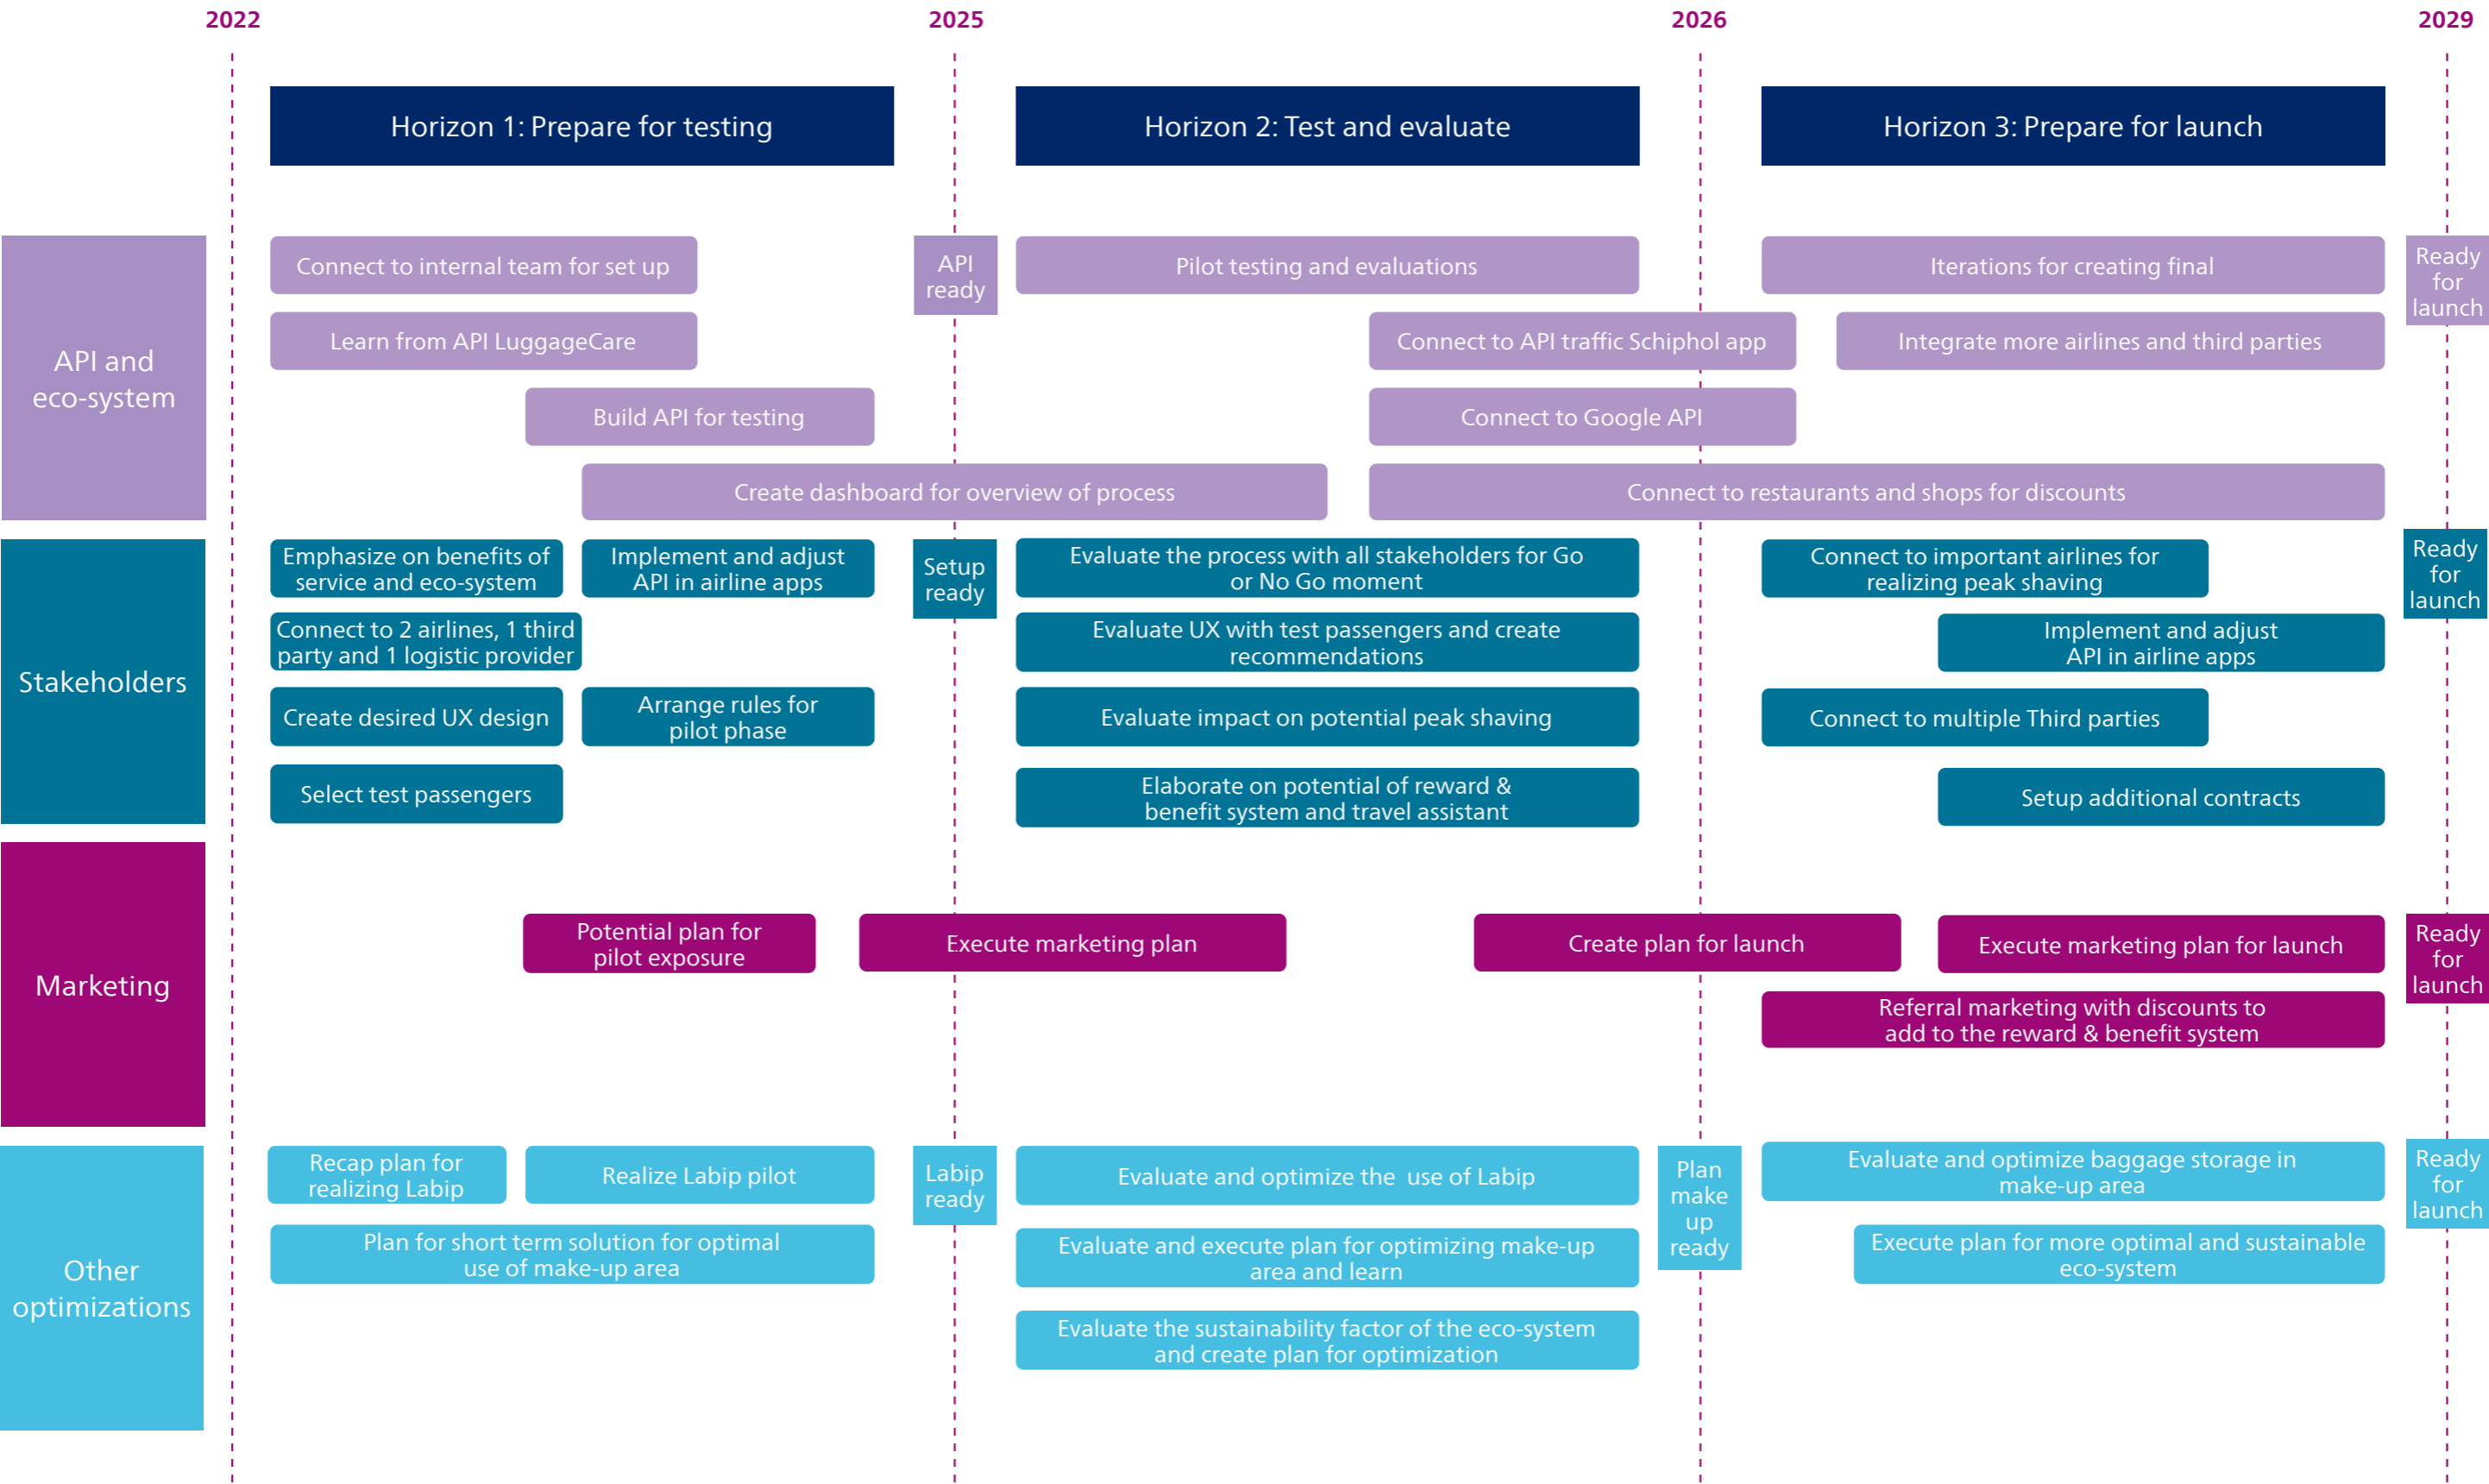 2022
2025
2026
2029
Horizon 1: Prepare for testing
Horizon 2: Test and evaluate
Horizon 3: Prepare for launch
API and
eco-system
Connect to internal team for set up
API
ready
Pilot testing and evaluations
Iterations for creating final
Ready
for
launch
Learn from API LuggageCare
Connect to API traffic Schiphol app
Integrate more airlines and third parties
Build API for testing
Connect to Google API
Create dashboard for overview of process
Connect to restaurants and shops for discounts
Stakeholders
Emphasize on benefits of
service and eco-system
Implement and adjust
API in airline apps
Setup
ready
Evaluate the process with all stakeholders for Go
or No Go moment
Connect to important airlines for
realizing peak shaving
Ready
for
launch
Connect to 2 airlines, 1 third
party and 1 logistic provider
Evaluate UX with test passengers and create
recommendations
Implement and adjust
API in airline apps
Create desired UX design
Arrange rules for
pilot phase
Evaluate impact on potential peak shaving
Connect to multiple Third parties
Select test passengers
Elaborate on potential of reward &
benefit system and travel assistant
Setup additional contracts
Marketing
Potential plan for
pilot exposure
Execute marketing plan
Create plan for launch
Execute marketing plan for launch
Ready
for
launch
Referral marketing with discounts to
add to the reward & benefit system
Other
optimizations
Recap plan for
realizing Labip
Realize Labip pilot
Labip
ready
Evaluate and optimize the  use of Labip
Plan
make
up
ready
Evaluate and optimize baggage storage in
make-up area
Ready
for
launch
Plan for short term solution for optimal
use of make-up area
Evaluate and execute plan for optimizing make-up
area and learn
Execute plan for more optimal and sustainable
eco-system
Evaluate the sustainability factor of the eco-system
and create plan for optimization